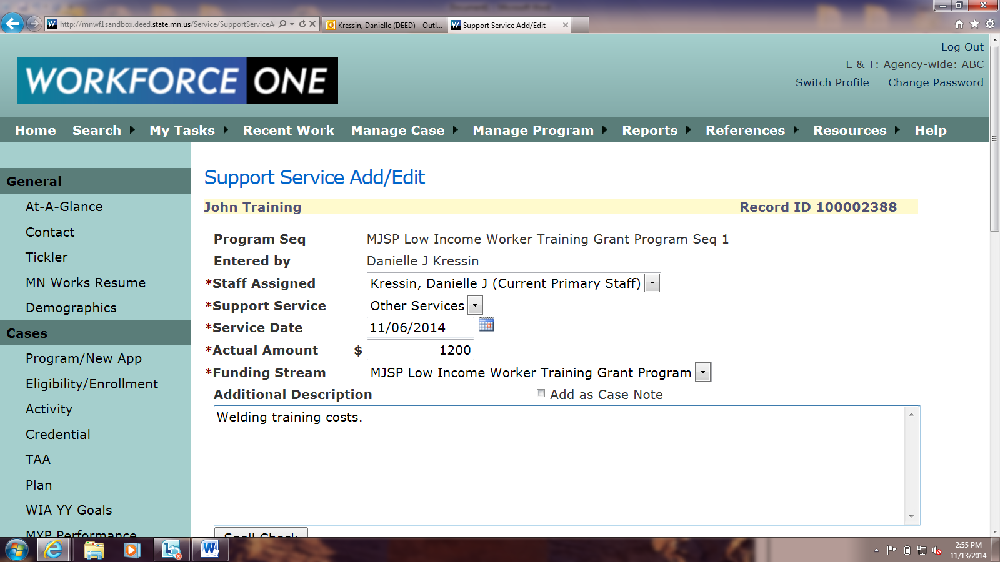 http://mnwf1sandbox.deed.state.mn.us/Service/SupportServiceA
Kressin, Danielle (DEED) - Outl...
Support Service Add/Edit
Log Out
E & T: Agency-wide: ABC
Switch Profile Change Password
WORKFORCE ONE
Home Search My Tasks Recent Work Manage Case Manage Program Reports References Resources Help
General
At-A-Glance
Contact
Tickler
MN Works Resume
Demographics
Cases
Program/New App
Eligibility/Enrollment
Activity
Credential
TAA
Plan
WIA YY Goals
MYP Performance
Support Service Add/Edit
John Training Record ID 100002388
Program Seq MJSP Low Income Worker Training Grant Program Seq 1
Entered by Danielle J Kressin
*Staff Assigned Kressin, Danielle J (Current Primary Staff)
*Support Service Other Services
*Service Date 11/06/2014
*Actual Amount $ 1200
*Funding Stream MJSP Low Income Worker Training Grant Program
Additional Description Add as Case Note
Welding training costs.
Spell Check
2:55 PM
11/13/2014